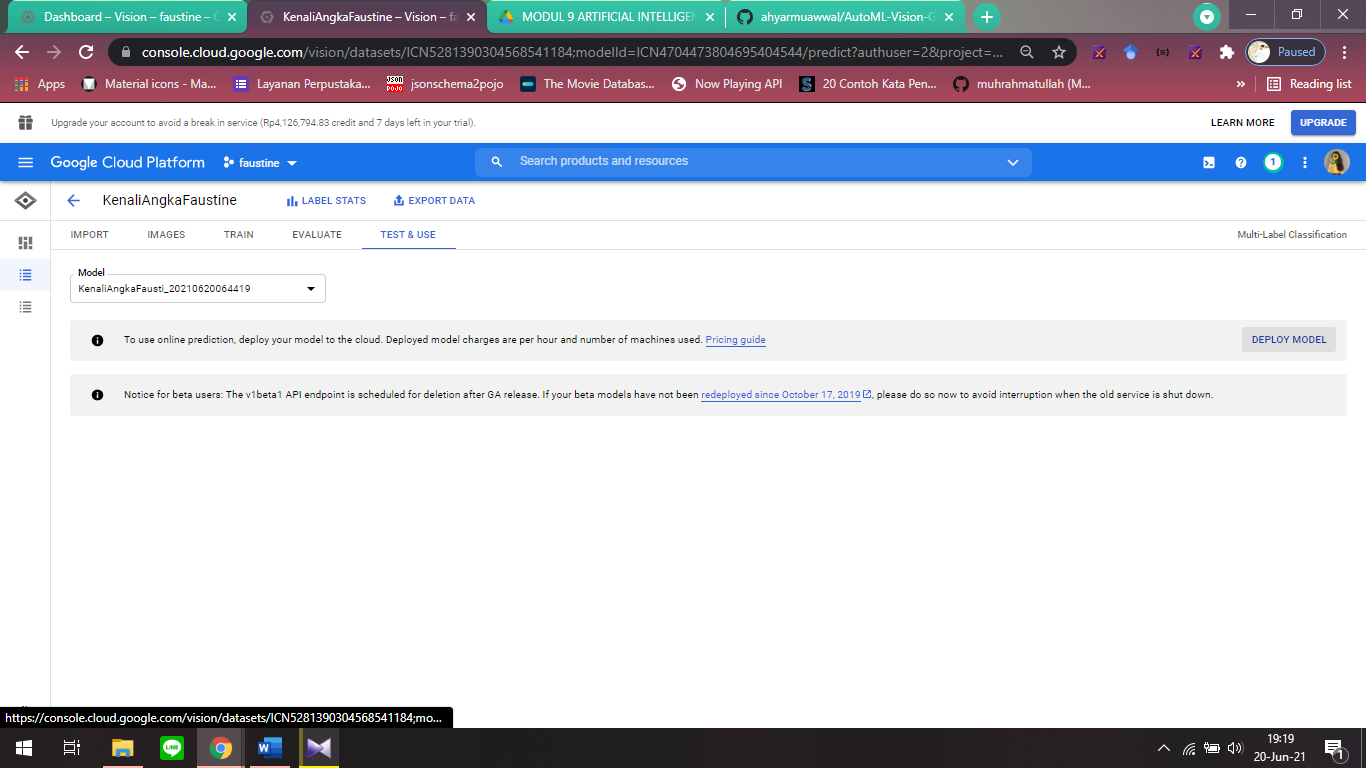 Dashboard – Vision – faustine – G
KenaliAngkaFaustine – Vision – fa
MODUL 9 ARTIFICIAL INTELLIGEN
ahyarmuawwal/AutoML-Vision-G
console.cloud.google.com/vision/datasets/ICN5281390304568541184;modelId=ICN4704473804695404544/predict?authuser=2&project=...
Paused
Apps
Material icons - Ma...
Layanan Perpustaka...
JSON POJO
jsonschema2pojo
The Movie Databas...
Now Playing API
20 Contoh Kata Pen...
muhrahmatullah (M...
»
Reading list
Upgrade your account to avoid a break in service (Rp4,126,794.83 credit and 7 days left in your trial).
LEARN MORE
UPGRADE
Google Cloud Platform
faustine
Search products and resources
1
KenaliAngkaFaustine
LABEL STATS
EXPORT DATA
IMPORT
IMAGES
TRAIN
EVALUATE
TEST & USE
Multi-Label Classification
Model
KenaliAngkaFausti_20210620064419
To use online prediction, deploy your model to the cloud. Deployed model charges are per hour and number of machines used. Pricing guide
DEPLOY MODEL
Notice for beta users: The v1beta1 API endpoint is scheduled for deletion after GA release. If your beta models have not been redeployed since October 17, 2019, please do so now to avoid interruption when the old service is shut down.
https://console.cloud.google.com/vision/datasets/ICN5281390304568541184;mo...
LINE
19:19
20-Jun-21
1